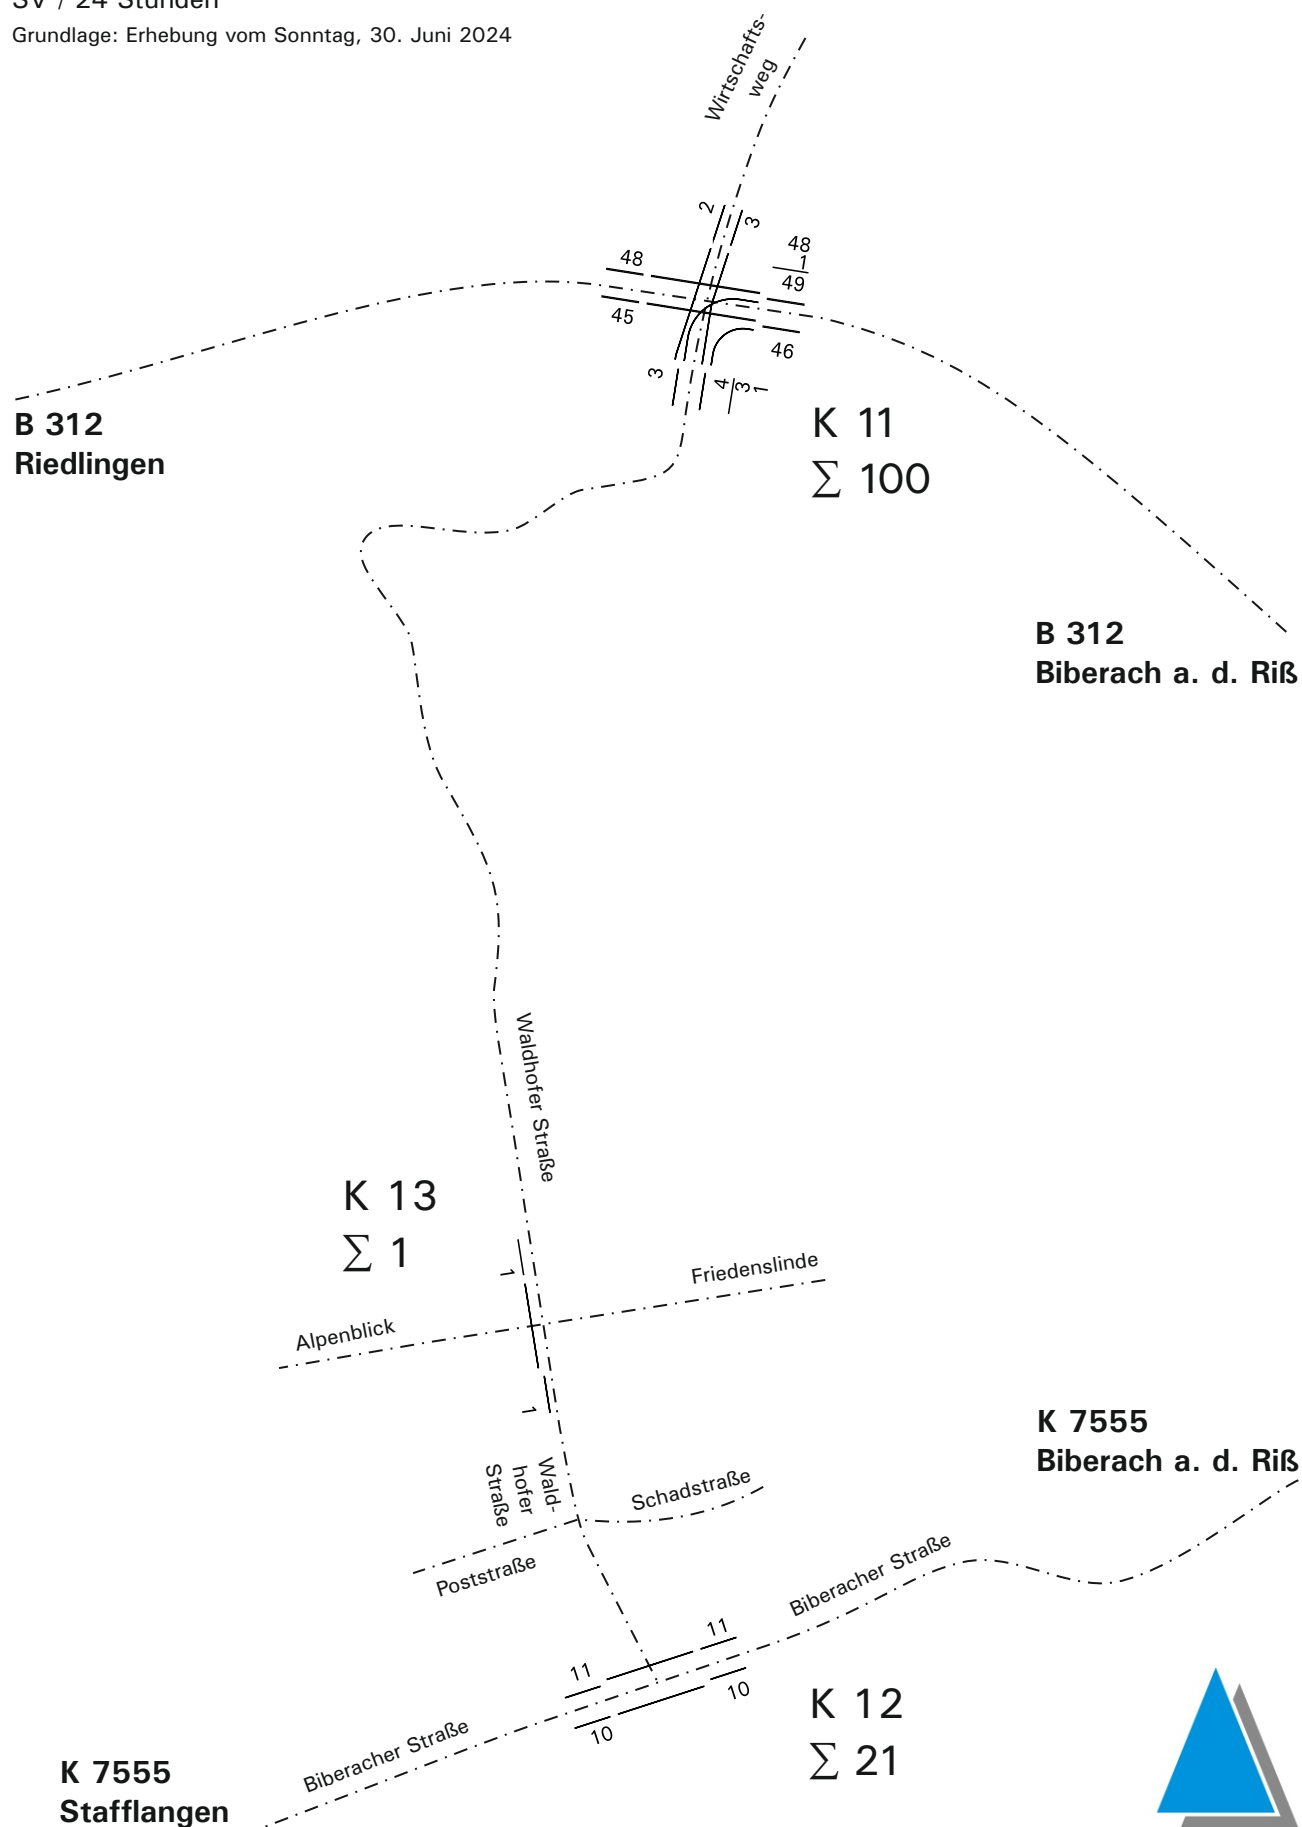 SV / 24 Stunden
Grundlage: Erhebung vom Sonntag, 30. Juni 2024
Wirtschafts-
weg
2
3
48
48
1
49
45
46
3
4
3
1
B 312
Riedlingen
K 11
∑ 100
B 312
Biberach a. d. Riß
Waldhofer Straße
K 13
∑ 1
1
Friedenslinde
Alpenblick
1
K 7555
Biberach a. d. Riß
Wald-
hofer
Straße
Schadstraße
Poststraße
Biberacher Straße
11
11
10
10
K 12
∑ 21
Biberacher Straße
K 7555
Stafflangen